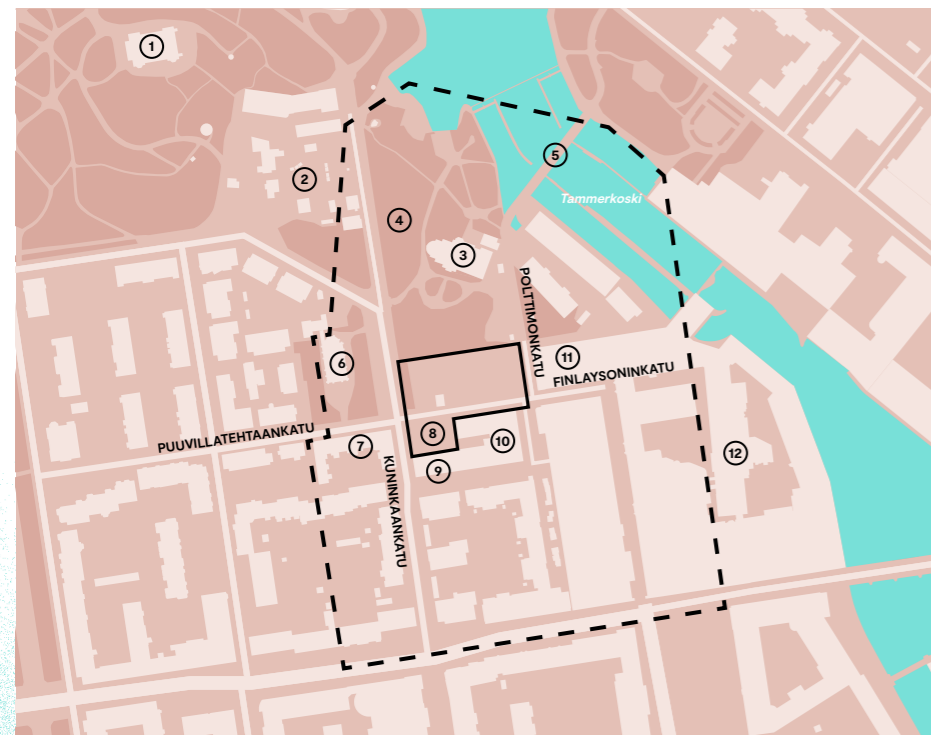 1
2
5
Tammerkoski
4
3
POLTTIMONKATU
11
6
FINLAYSONINKATU
PUUVILLATEHTAANKATU
7
8
10
9
12
KUNINKAANKATU